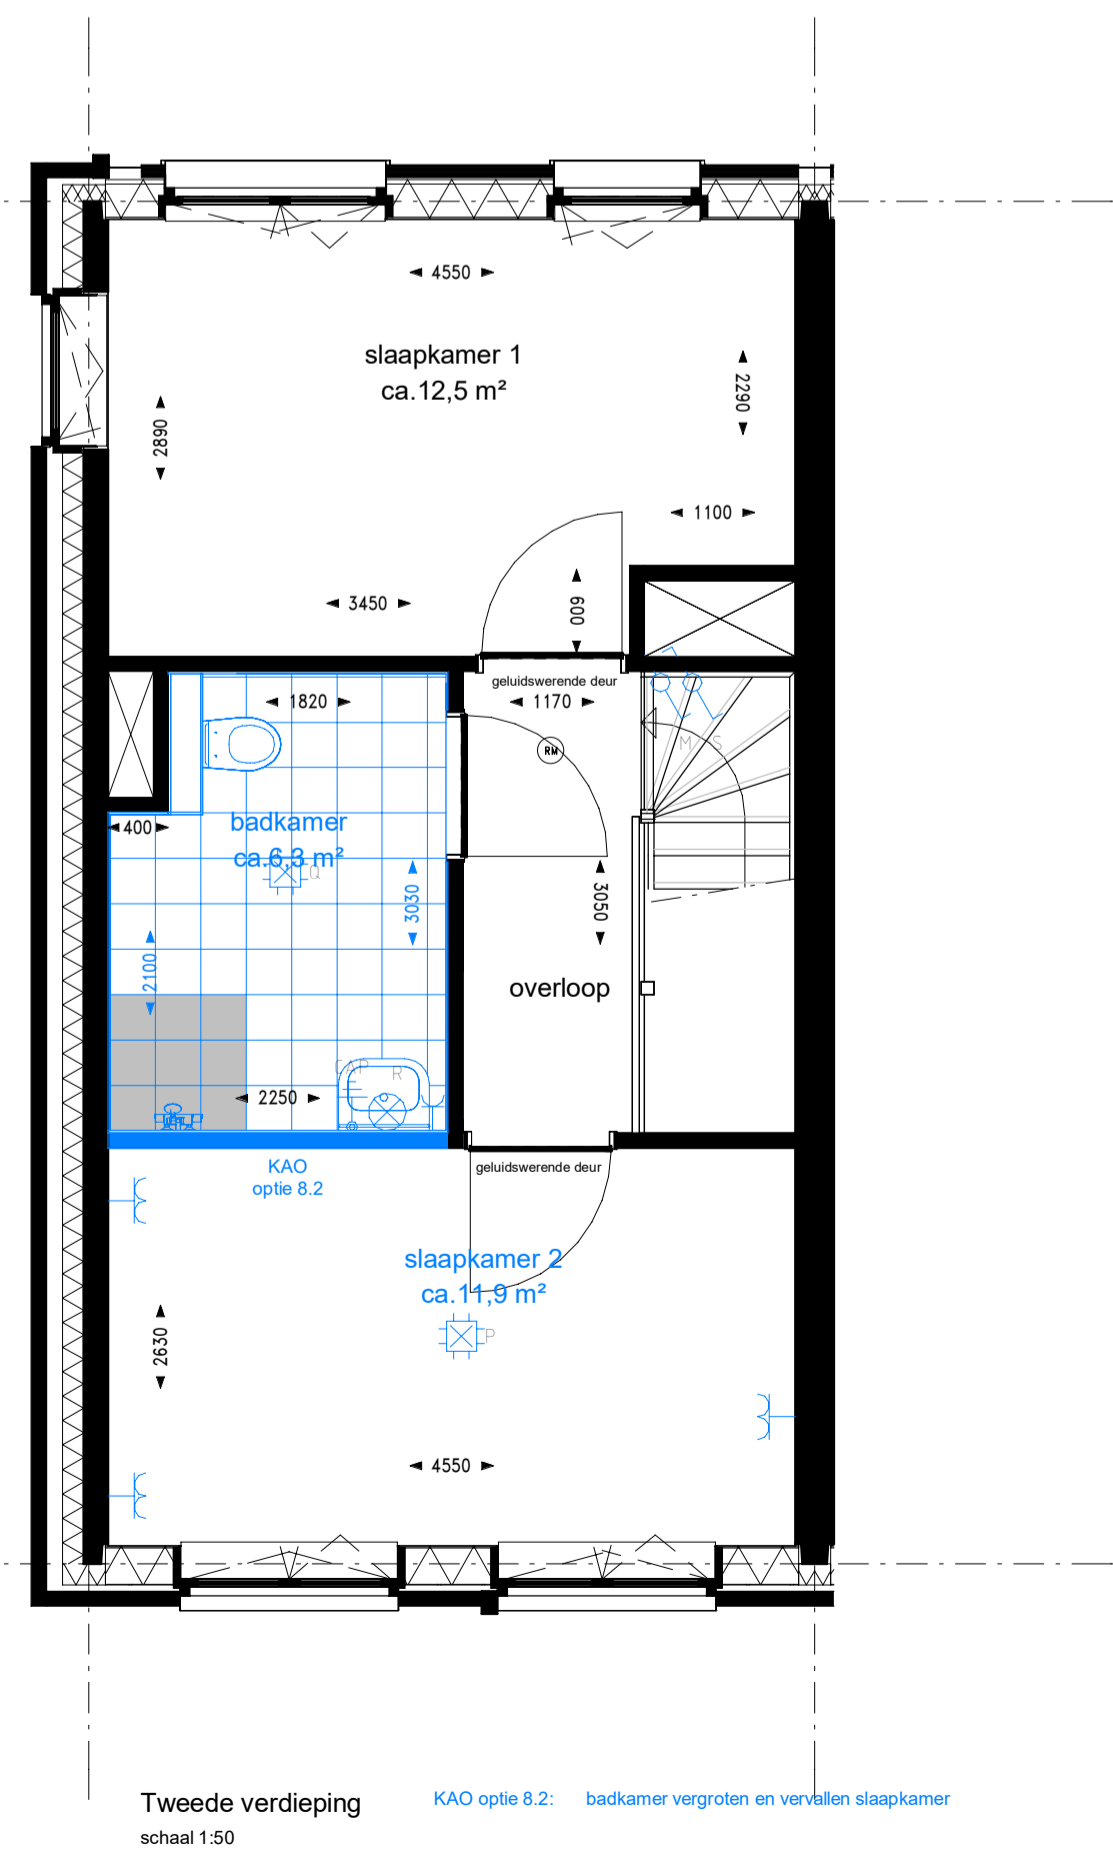 4550
slaapkamer 1
ca.12,5 m²
2290
2890
1100
3450
600
geluidswerende deur
1820
1170
RM
M S
badkamer
400
ca.6,3 m²
Q
3030
3050
2100
overloop
CAP
R
2250
KAO
optie 8.2
geluidswerende deur
slaapkamer 2
ca.11,9 m²
P
2630
4550
Tweede verdieping
KAO optie 8.2: badkamer vergroten en vervallen slaapkamer
schaal 1:50